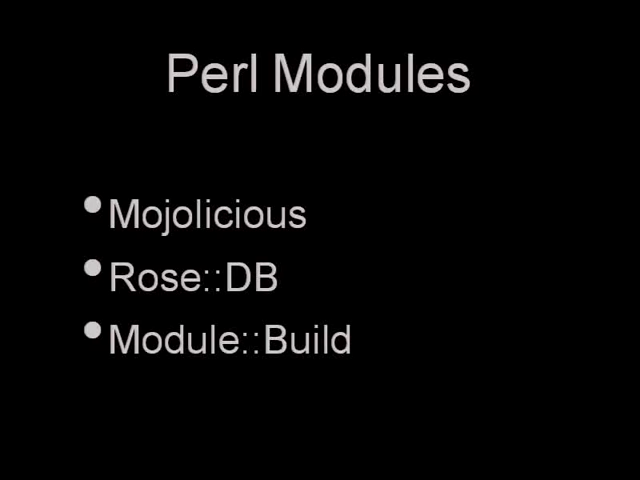 Perl Modules
• Mojolicious
• Rose::DB
• Module::Build